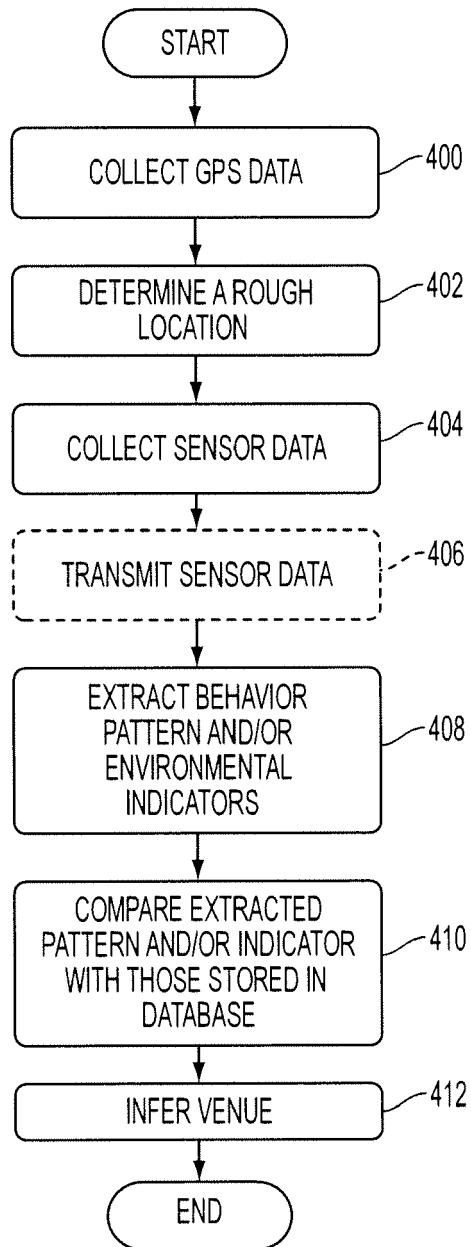 START
COLLECT GPS DATA
400
DETERMINE A ROUGH
LOCATION
402
COLLECT SENSOR DATA
404
TRANSMIT SENSOR DATA
406
EXTRACT BEHAVIOR
PATTERN AND/OR
ENVIRONMENTAL
INDICATORS
408
COMPARE EXTRACTED
PATTERN AND/OR INDICATOR
WITH THOSE STORED IN
DATABASE
410
INFER VENUE
412
END